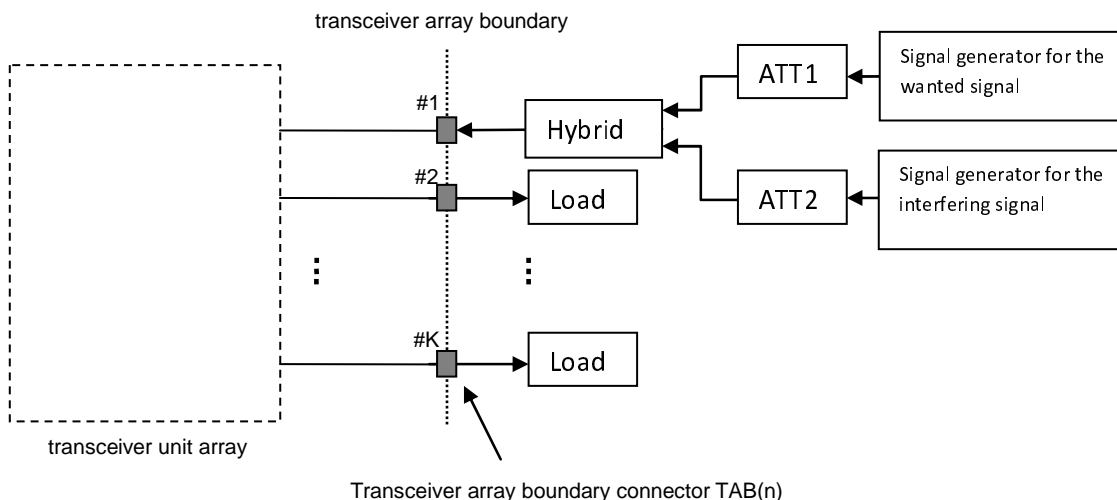 transceiver array boundary
#1
Hybrid
ATT1
Signal generator for the
wanted signal
#2
Load
ATT2
Signal generator for the
interfering signal
#K
Load
transceiver unit array
Transceiver array boundary connector TAB(n)